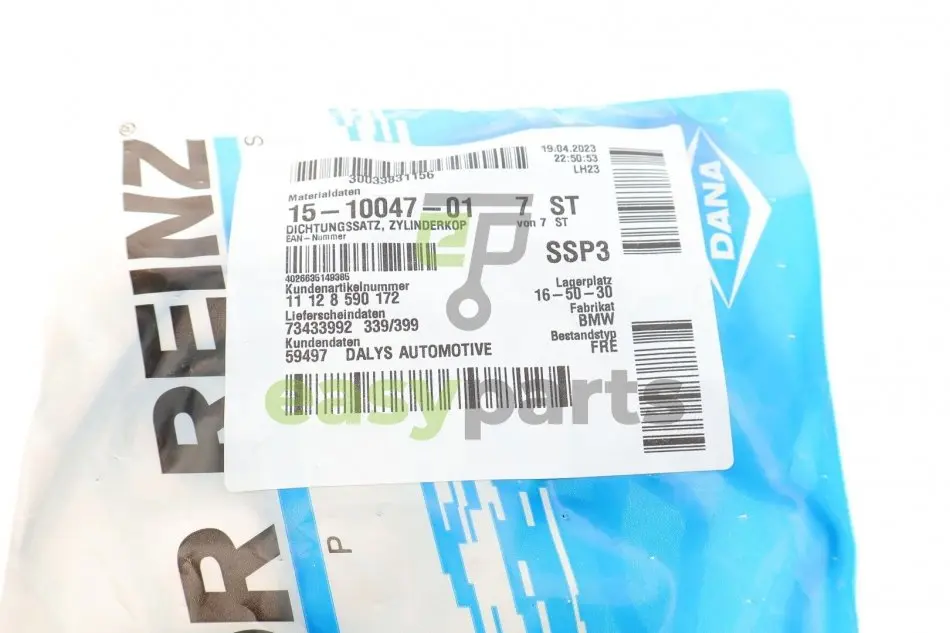 19.04.2023
22:50:53
LH23
30033831156
Materialdaten
15-10047-01 7 ST
DICHTUNGSSATZ, ZYLINDERKOP von 7 ST
EAN-Nummer
SSP3
4026635149385
Kundenartikelnummer
11 12 8 590 172
Lagerplatz
16-50-30
Lieferscheindaten
73433992 339/399
Fabrikat
BMW
Kundendaten
59497 DALYS AUTOMOTIVE
Bestandstyp
FRE
easyparts
DANA
REINZ®
OR
S
P